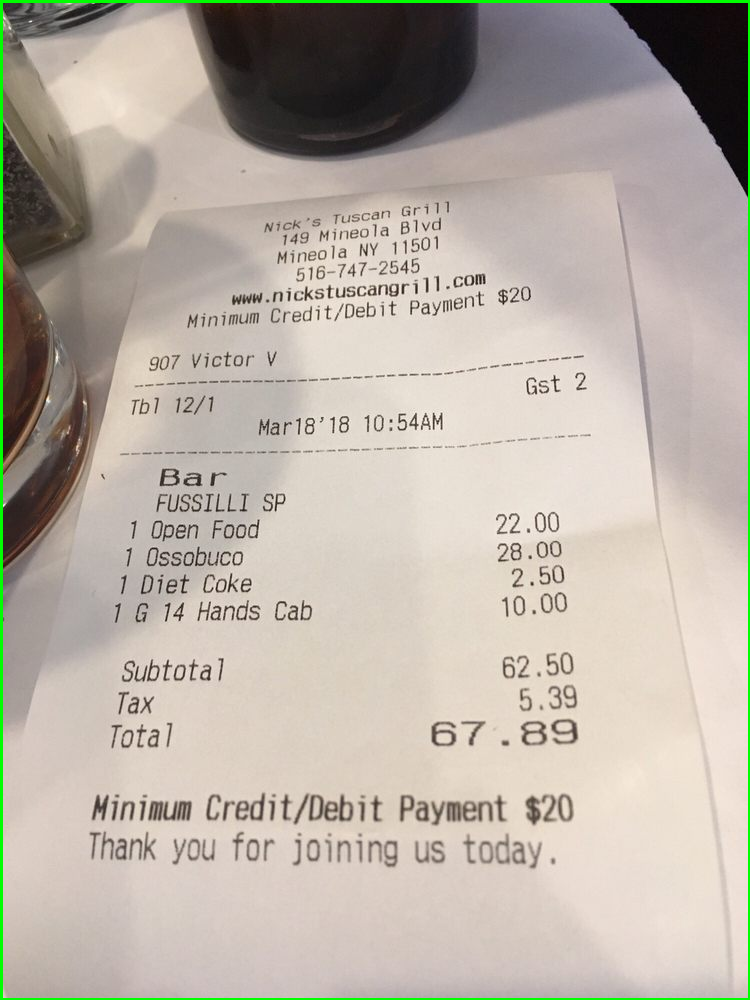 Nick's Tuscan Grill
149 Mineola Blvd
Mineola NY 11501
516-747-2545
www.nickstuscangrill.com
Minimum Credit/Debit Payment $20
907 Victor V
Tbl 12/1 Gst 2
Mar18'18 10:54AM
Bar
FUSSILLI SP
1 Open Food 22.00
1 Ossobuco 28.00
1 Diet Coke 2.50
1 G 14 Hands Cab 10.00
Subtotal 62.50
Tax 5.39
Total 67.89
Minimum Credit/Debit Payment $20
Thank you for joining us today.